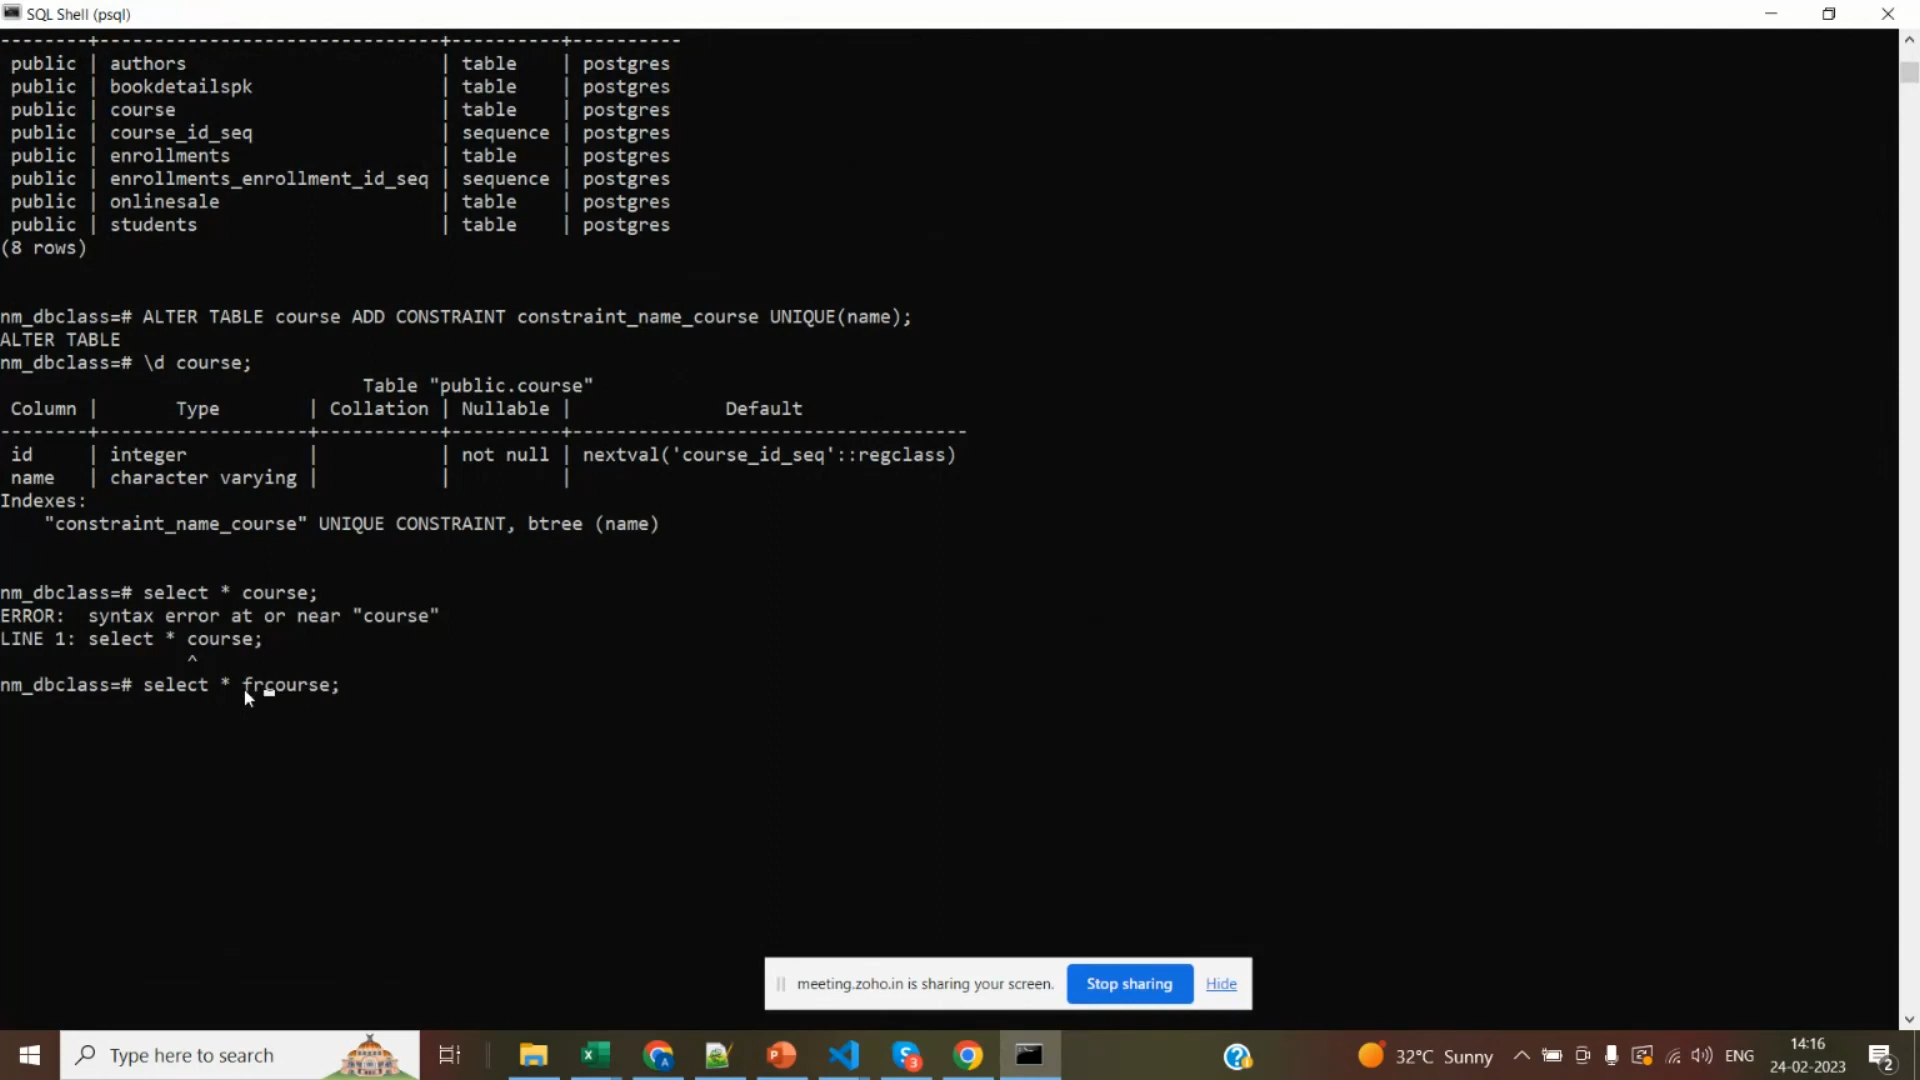 SQL Shell (psql)
--------+-------------------------------+----------+----------
public | authors | table | postgres
public | bookdetailspk | table | postgres
public | course | table | postgres
public | course_id_seq | sequence | postgres
public | enrollments | table | postgres
public | enrollments_enrollment_id_seq | sequence | postgres
public | onlinesale | table | postgres
public | students | table | postgres
(8 rows)
nm_dbclass=# ALTER TABLE course ADD CONSTRAINT constraint_name_course UNIQUE(name);
ALTER TABLE
nm_dbclass=# \d course;
Table "public.course"
Column | Type | Collation | Nullable | Default
--------+-------------------+-----------+----------+------------------------------------
id | integer | | not null | nextval('course_id_seq'::regclass)
name | character varying | | |
Indexes:
"constraint_name_course" UNIQUE CONSTRAINT, btree (name)
nm_dbclass=# select * course;
ERROR: syntax error at or near "course"
LINE 1: select * course;
^
nm_dbclass=# select * frcourse;
meeting.zoho.in is sharing your screen. Stop sharing Hide
Type here to search 3 32°C Sunny ENG 14:16
24-02-2023 2